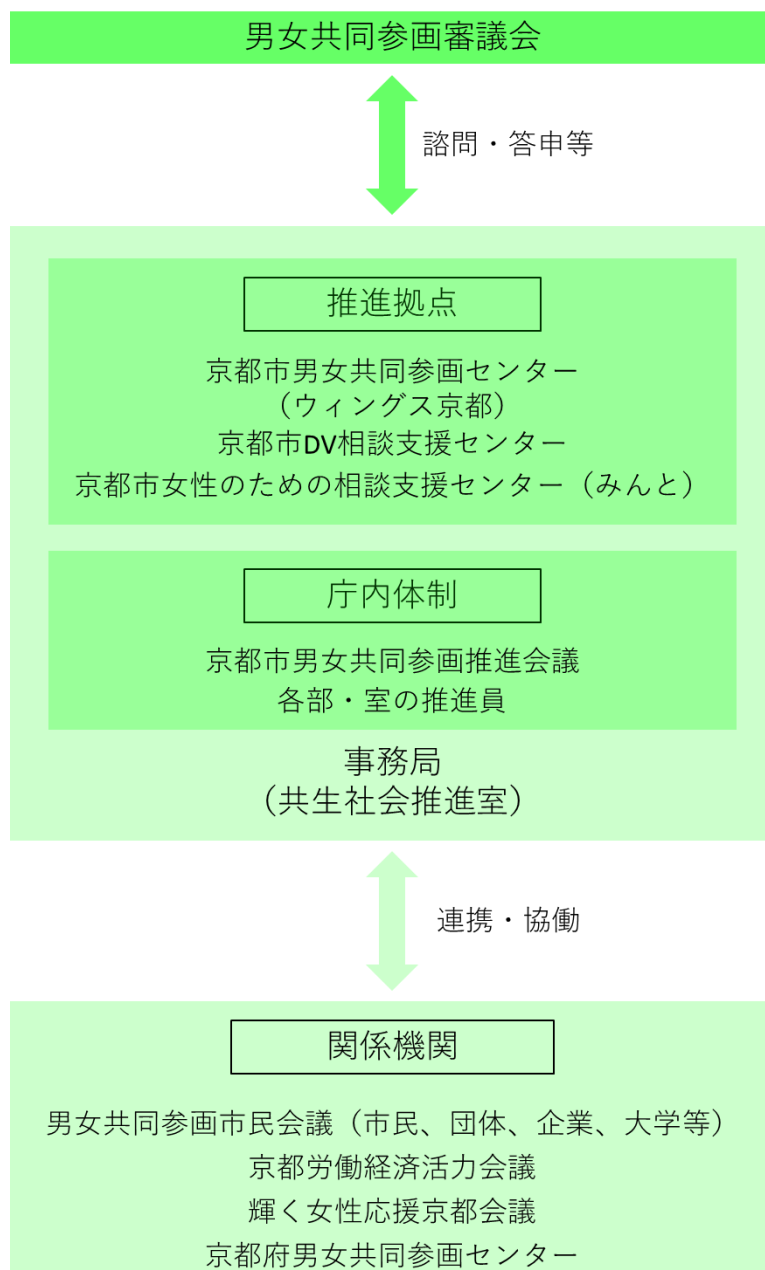 男女共同参画審議会
諮問・答申等
推進拠点
京都市男女共同参画センター
（ウィングス京都）
京都市DV相談支援センター
京都市女性のための相談支援センター（みんと）
庁内体制
京都市男女共同参画推進会議
各部・室の推進員
事務局
（共生社会推進室）
連携・協働
関係機関
男女共同参画市民会議（市民、団体、企業、大学等）
京都労働経済活力会議
輝く女性応援京都会議
京都府男女共同参画センター